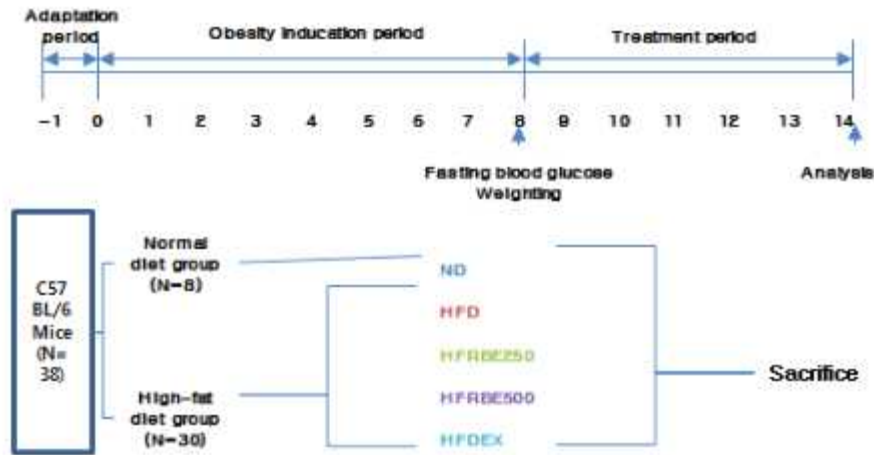 Adaptation
period
Obesity inducation period
Treatment period
-1 0 1 2 3 4 5 6 7 8 9 10 11 12 13 14
Fasting blood glucose
Weighting
Analysis
C57
BL/6
Mice
(N=
38)
Normal
diet group
(N=8)
High-fat
diet group
(N=30)
ND
HFD
HFRBE250
HFRBE500
HFDEX
Sacrifice